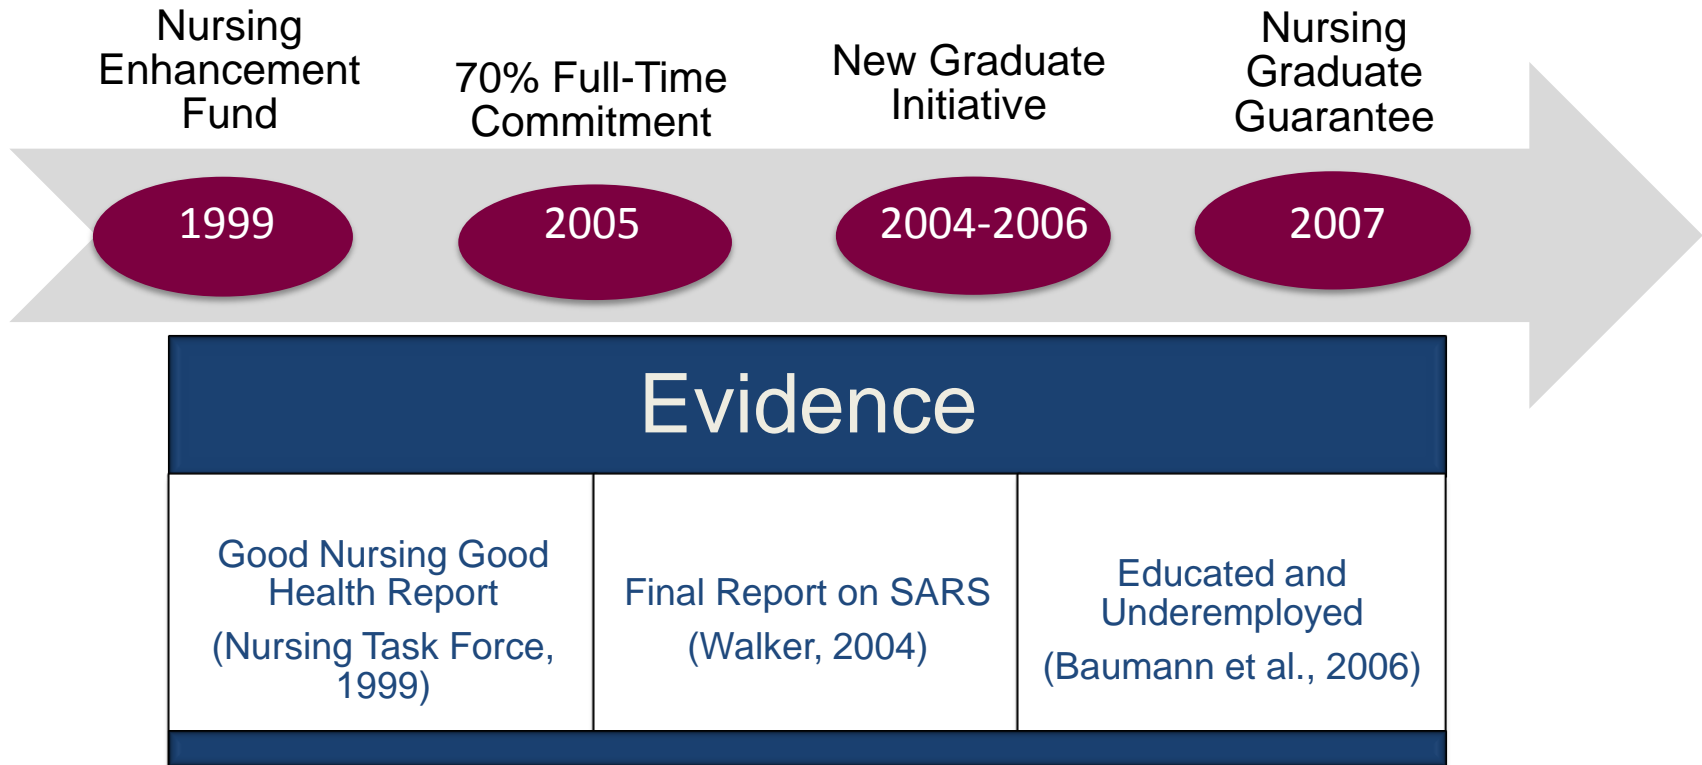 Nursing
Enhancement
Fund
70% Full-Time
Commitment
New Graduate
Initiative
Nursing
Graduate
Guarantee
1999
2005
2004-2006
2007
Evidence
Good Nursing Good
Health Report
(Nursing Task Force,
1999)
Final Report on SARS
(Walker, 2004)
Educated and
Underemployed
(Baumann et al., 2006)